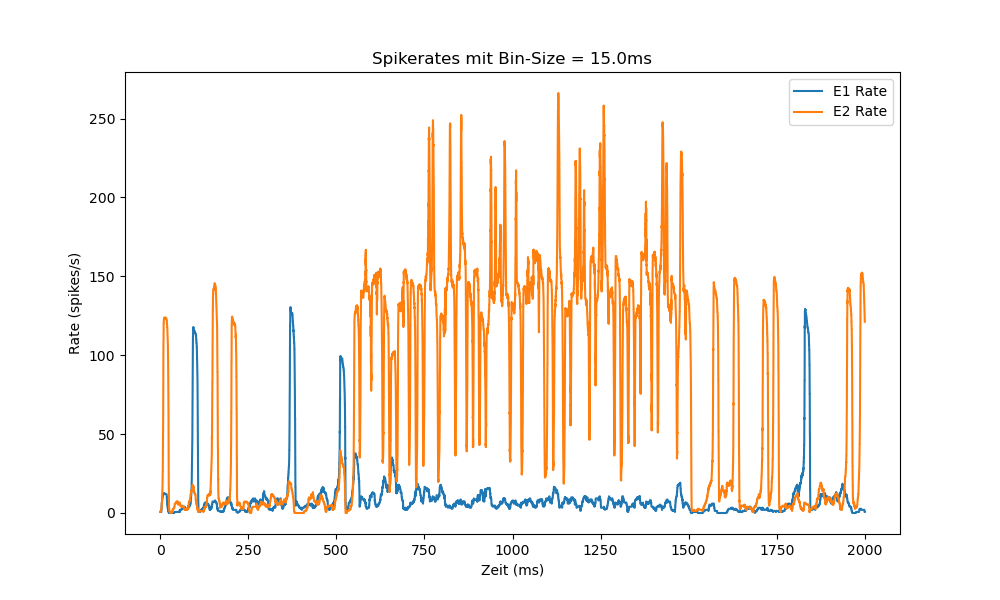 Spikerates mit Bin-Size = 15.0ms
E1 Rate
E2 Rate
Rate (spikes/s)
250
200
150
100
50
0
0 250 500 750 1000 1250 1500 1750 2000
Zeit (ms)